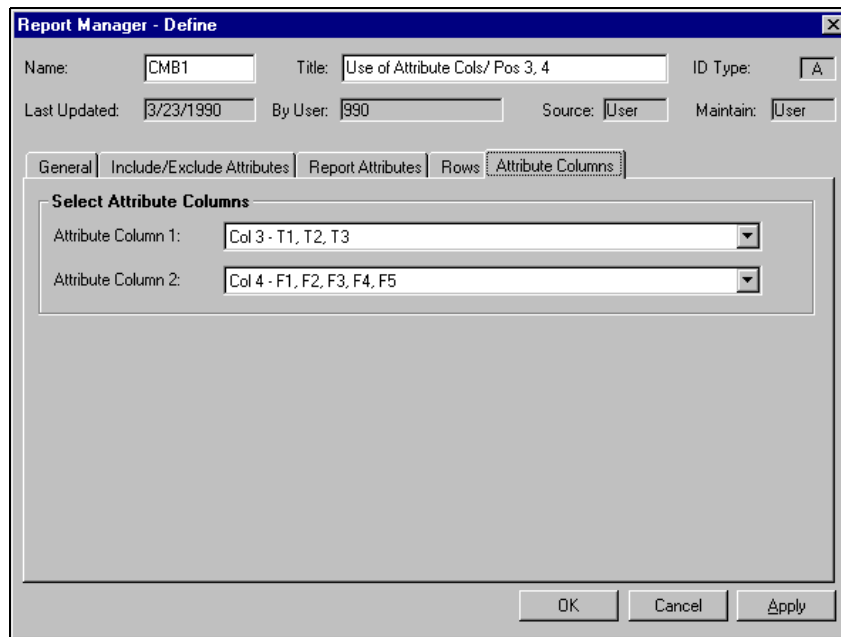 Report Manager - Define
Name: CMB1 Title: Use of Attribute Cols/ Pos 3, 4 ID Type: A
Last Updated: 3/23/1990 By User: 990 Source: User Maintain: User
General Include/Exclude Attributes Report Attributes Rows Attribute Columns
Select Attribute Columns
Attribute Column 1: Col 3 - T1, T2, T3
Attribute Column 2: Col 4 - F1, F2, F3, F4, F5
OK Cancel Apply